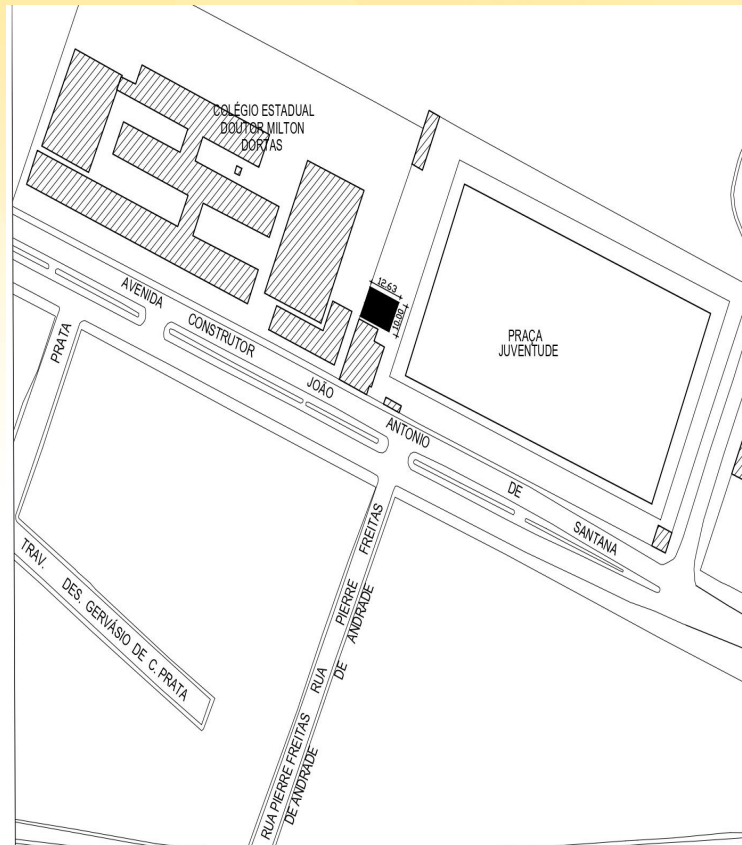 COLÉGIO ESTADUAL
DOUTOR MILTON
DORTAS
12.63
10.00
PRAÇA
JUVENTUDE
AVENIDA
CONSTRUTOR
JOÃO
ANTONIO
DE
SANTANA
PRATA
TRAV. DES. GERVÁSIO DE C. PRATA
RUA PIERRE FREITAS
DE ANDRADE
RUA PIERRE FREITAS
DE ANDRADE